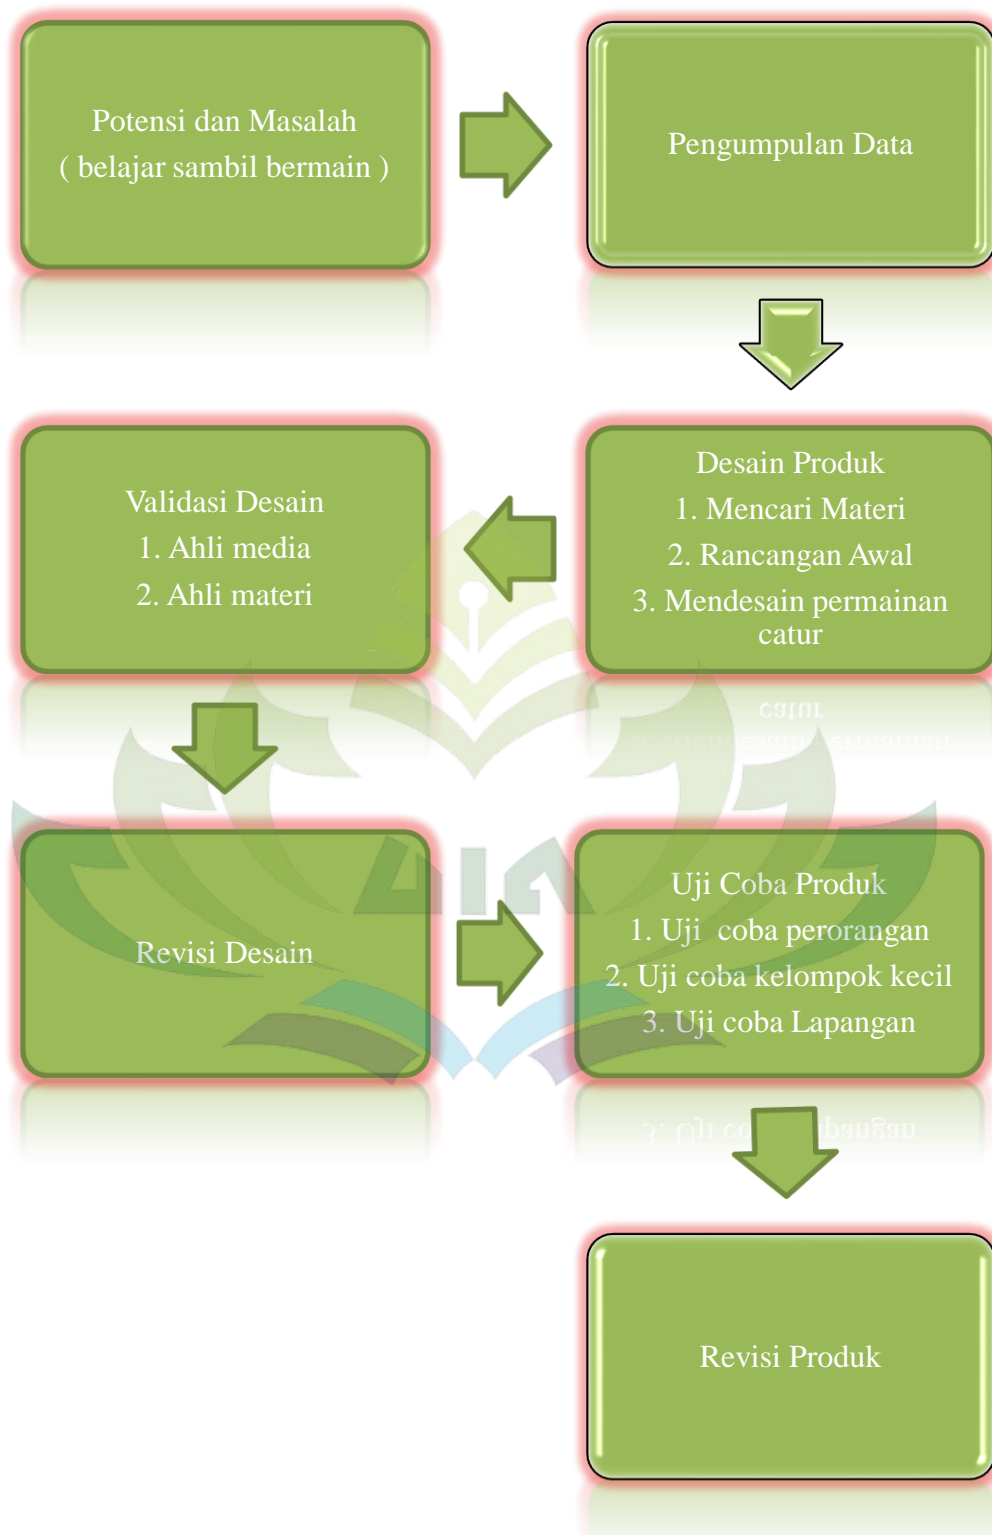 Potensi dan Masalah
( belajar sambil bermain )
Pengumpulan Data
Desain Produk
1. Mencari Materi
2. Rancangan Awal
3. Mendesain permainan
catur
Validasi Desain
1. Ahli media
2. Ahli materi
Revisi Desain
Uji Coba Produk
1. Uji  coba perorangan
2. Uji coba kelompok kecil
3. Uji coba Lapangan
Revisi Produk